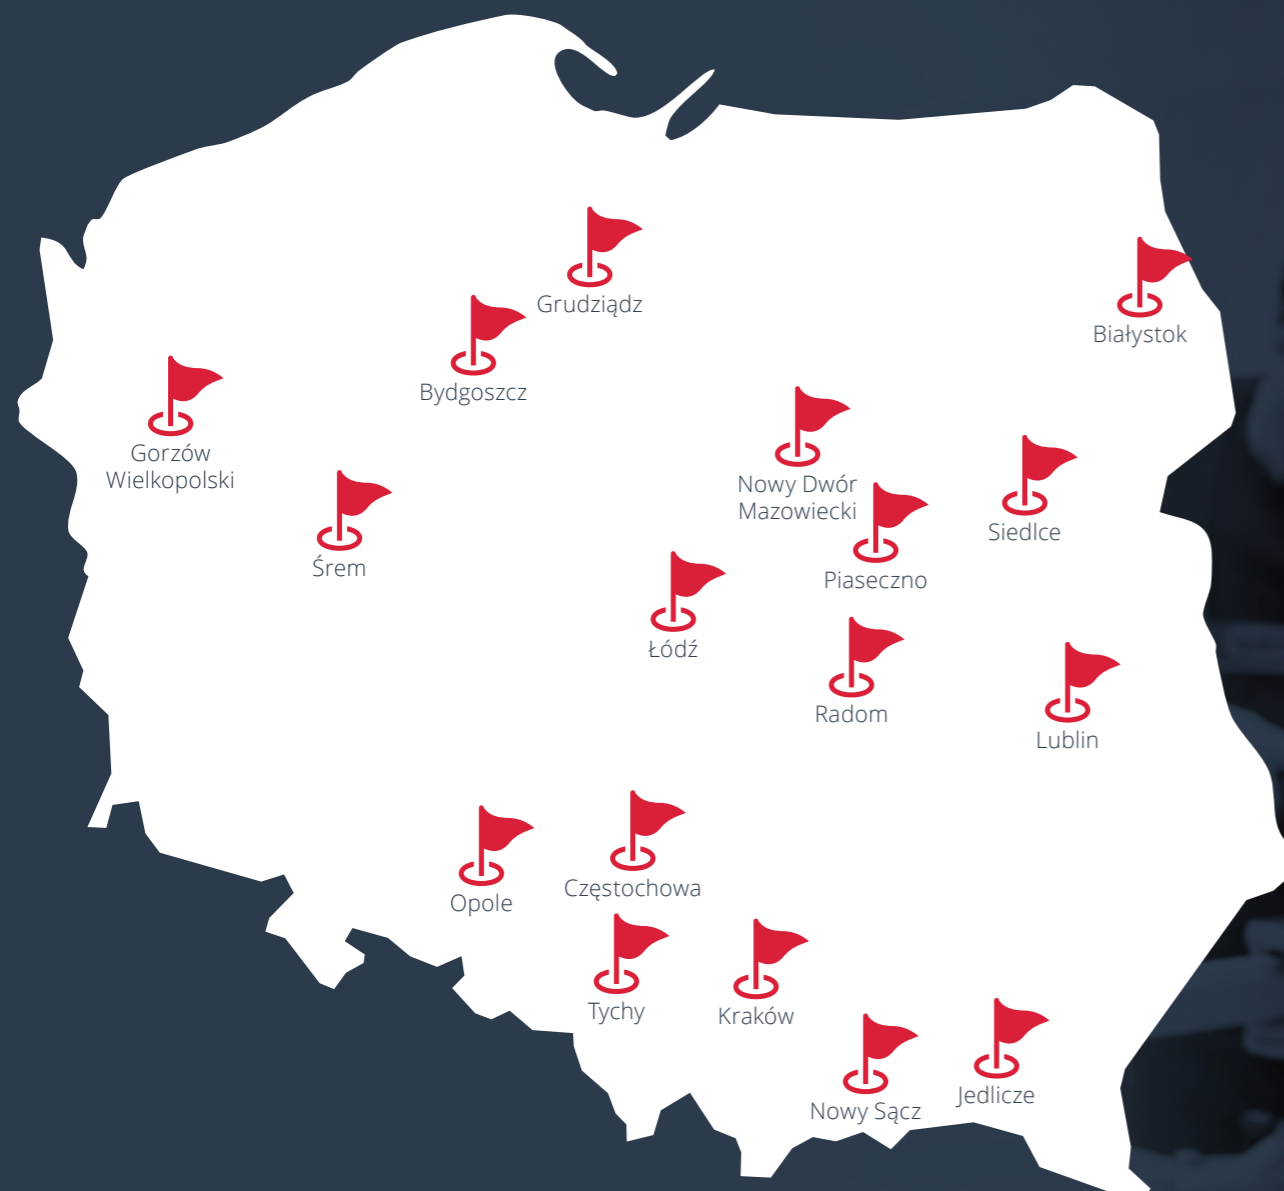 Grudziądz
Białystok
Bydgoszcz
Gorzów
Wielkopolski
Nowy Dwór
Mazowiecki
Siedlce
Śrem
Piaseczno
Łódź
Radom
Lublin
Częstochowa
Opole
Tychy
Kraków
Jedlicze
Nowy Sącz